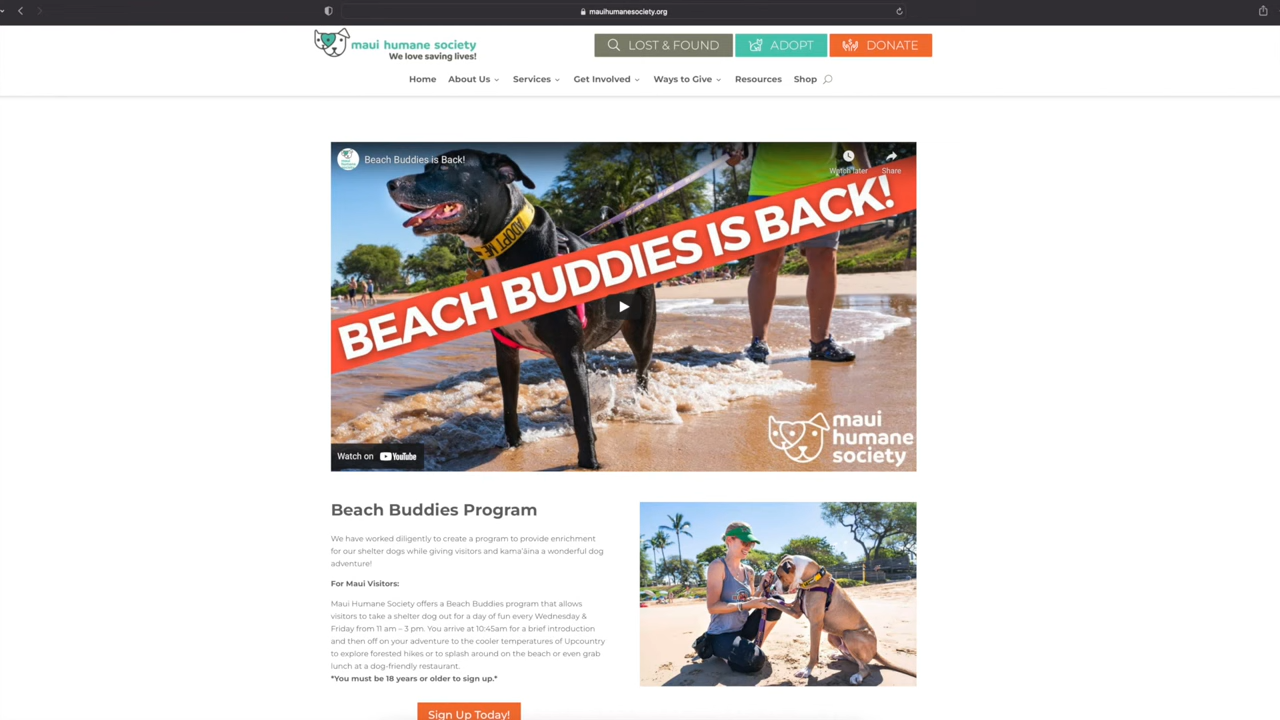 mauihumanesociety.org
maui humane society
We love saving lives!
LOST & FOUND
ADOPT
DONATE
Home About Us Services Get Involved Ways to Give Resources Shop
Beach Buddies is Back!
Watch later
Share
ADOPT ME
BEACH BUDDIES IS BACK!
maui
humane
society
Watch on YouTube
Beach Buddies Program
We have worked diligently to create a program to provide enrichment
for our shelter dogs while giving visitors and kama'āina a wonderful dog
adventure!
For Maui Visitors:
Maui Humane Society offers a Beach Buddies program that allows
visitors to take a shelter dog out for a day of fun every Wednesday &
Friday from 11 am – 3 pm. You arrive at 10:45am for a brief introduction
and then off on your adventure to the cooler temperatures of Upcountry
to explore forested hikes or to splash around on the beach or even grab
lunch at a dog-friendly restaurant.
*You must be 18 years or older to sign up.*
Sign Up Today!